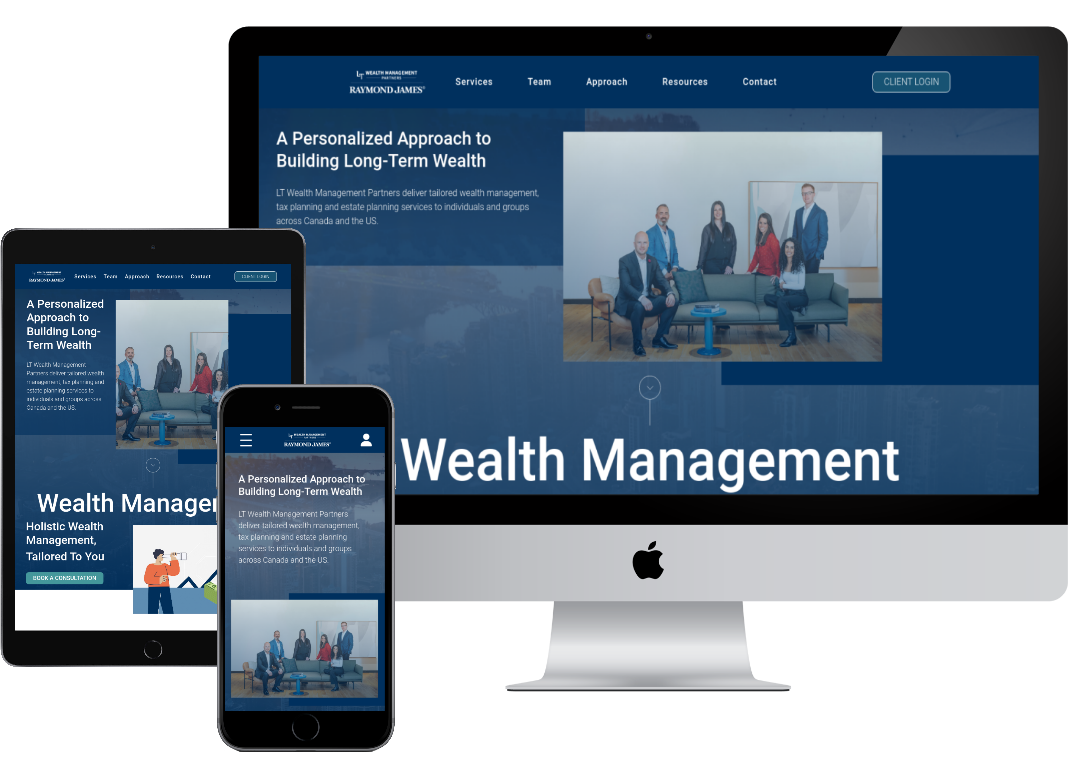 LT WEALTH MANAGEMENT
PARTNERS
RAYMOND JAMES®
Services
Team
Approach
Resources
Contact
CLIENT LOGIN
A Personalized Approach to
Building Long-Term Wealth
LT Wealth Management Partners deliver tailored wealth management,
tax planning and estate planning services to individuals and groups
across Canada and the US.
Wealth Management
LT WEALTH MANAGEMENT
PARTNERS
RAYMOND JAMES®
Services
Team
Approach
Resources
Contact
CLIENT LOGIN
A Personalized
Approach to
Building Long-
Term Wealth
LT Wealth Management
Partners deliver tailored wealth
management, tax planning and
estate planning services to
individuals and groups across
Canada and the US.
Wealth Manager
Holistic Wealth
Management,
Tailored To You
BOOK A CONSULTATION
LT WEALTH MANAGEMENT
PARTNERS
RAYMOND JAMES®
A Personalized Approach to
Building Long-Term Wealth
LT Wealth Management Partners
deliver tailored wealth management,
tax planning and estate planning
services to individuals and groups
across Canada and the US.